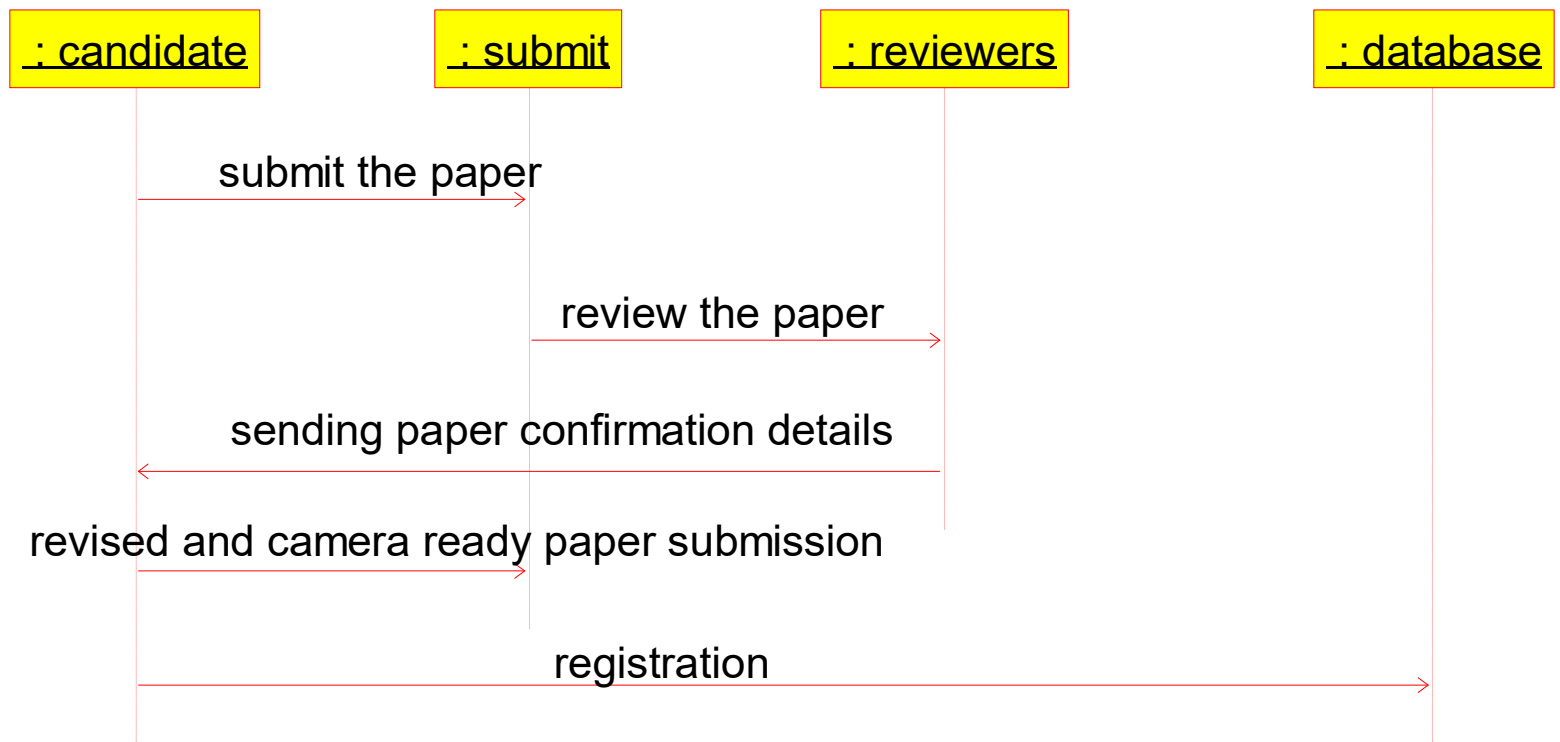 : candidate
: submit
: reviewers
: database
submit the paper
review the paper
sending paper confirmation details
revised and camera ready paper submission
registration